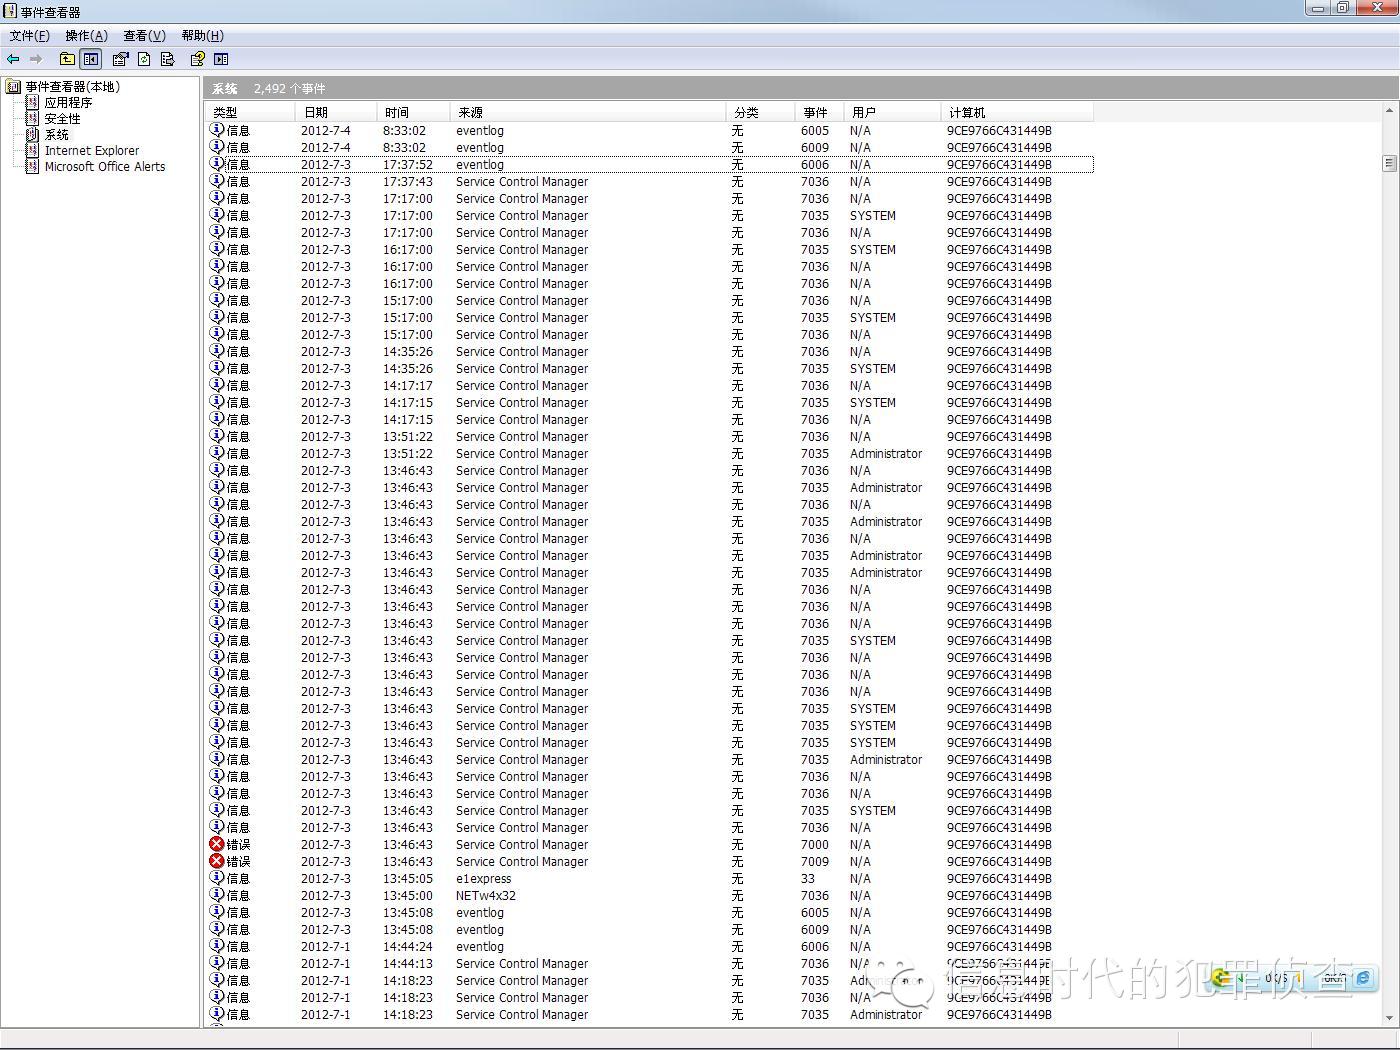 事件查看器
文件(F) 操作(A) 查看(V) 帮助(H)
事件查看器(本地)
应用程序
安全性
系统
Internet Explorer
Microsoft Office Alerts
系统 2,492 个事件
类型 日期 时间 来源 分类 事件 用户 计算机
信息 2012-7-4 8:33:02 eventlog 无 6005 N/A 9CE9766C431449B
信息 2012-7-4 8:33:02 eventlog 无 6009 N/A 9CE9766C431449B
信息 2012-7-3 17:37:52 eventlog 无 6006 N/A 9CE9766C431449B
信息 2012-7-3 17:37:43 Service Control Manager 无 7036 N/A 9CE9766C431449B
信息 2012-7-3 17:17:00 Service Control Manager 无 7036 N/A 9CE9766C431449B
信息 2012-7-3 17:17:00 Service Control Manager 无 7035 SYSTEM 9CE9766C431449B
信息 2012-7-3 17:17:00 Service Control Manager 无 7036 N/A 9CE9766C431449B
信息 2012-7-3 16:17:00 Service Control Manager 无 7035 SYSTEM 9CE9766C431449B
信息 2012-7-3 16:17:00 Service Control Manager 无 7036 N/A 9CE9766C431449B
信息 2012-7-3 16:17:00 Service Control Manager 无 7036 N/A 9CE9766C431449B
信息 2012-7-3 15:17:00 Service Control Manager 无 7036 N/A 9CE9766C431449B
信息 2012-7-3 15:17:00 Service Control Manager 无 7035 SYSTEM 9CE9766C431449B
信息 2012-7-3 15:17:00 Service Control Manager 无 7036 N/A 9CE9766C431449B
信息 2012-7-3 14:35:26 Service Control Manager 无 7036 N/A 9CE9766C431449B
信息 2012-7-3 14:35:26 Service Control Manager 无 7035 SYSTEM 9CE9766C431449B
信息 2012-7-3 14:17:17 Service Control Manager 无 7036 N/A 9CE9766C431449B
信息 2012-7-3 14:17:15 Service Control Manager 无 7035 SYSTEM 9CE9766C431449B
信息 2012-7-3 14:17:15 Service Control Manager 无 7036 N/A 9CE9766C431449B
信息 2012-7-3 13:51:22 Service Control Manager 无 7036 N/A 9CE9766C431449B
信息 2012-7-3 13:51:22 Service Control Manager 无 7035 Administrator 9CE9766C431449B
信息 2012-7-3 13:46:43 Service Control Manager 无 7036 N/A 9CE9766C431449B
信息 2012-7-3 13:46:43 Service Control Manager 无 7035 Administrator 9CE9766C431449B
信息 2012-7-3 13:46:43 Service Control Manager 无 7036 N/A 9CE9766C431449B
信息 2012-7-3 13:46:43 Service Control Manager 无 7035 Administrator 9CE9766C431449B
信息 2012-7-3 13:46:43 Service Control Manager 无 7036 N/A 9CE9766C431449B
信息 2012-7-3 13:46:43 Service Control Manager 无 7035 Administrator 9CE9766C431449B
信息 2012-7-3 13:46:43 Service Control Manager 无 7035 Administrator 9CE9766C431449B
信息 2012-7-3 13:46:43 Service Control Manager 无 7036 N/A 9CE9766C431449B
信息 2012-7-3 13:46:43 Service Control Manager 无 7036 N/A 9CE9766C431449B
信息 2012-7-3 13:46:43 Service Control Manager 无 7036 N/A 9CE9766C431449B
信息 2012-7-3 13:46:43 Service Control Manager 无 7035 SYSTEM 9CE9766C431449B
信息 2012-7-3 13:46:43 Service Control Manager 无 7036 N/A 9CE9766C431449B
信息 2012-7-3 13:46:43 Service Control Manager 无 7036 N/A 9CE9766C431449B
信息 2012-7-3 13:46:43 Service Control Manager 无 7036 N/A 9CE9766C431449B
信息 2012-7-3 13:46:43 Service Control Manager 无 7035 SYSTEM 9CE9766C431449B
信息 2012-7-3 13:46:43 Service Control Manager 无 7035 SYSTEM 9CE9766C431449B
信息 2012-7-3 13:46:43 Service Control Manager 无 7035 SYSTEM 9CE9766C431449B
信息 2012-7-3 13:46:43 Service Control Manager 无 7035 Administrator 9CE9766C431449B
信息 2012-7-3 13:46:43 Service Control Manager 无 7036 N/A 9CE9766C431449B
信息 2012-7-3 13:46:43 Service Control Manager 无 7036 N/A 9CE9766C431449B
信息 2012-7-3 13:46:43 Service Control Manager 无 7035 SYSTEM 9CE9766C431449B
信息 2012-7-3 13:46:43 Service Control Manager 无 7036 N/A 9CE9766C431449B
错误 2012-7-3 13:46:43 Service Control Manager 无 7000 N/A 9CE9766C431449B
错误 2012-7-3 13:46:43 Service Control Manager 无 7009 N/A 9CE9766C431449B
信息 2012-7-3 13:45:05 e1express 无 33 N/A 9CE9766C431449B
信息 2012-7-3 13:45:00 NETw4x32 无 7036 N/A 9CE9766C431449B
信息 2012-7-3 13:45:08 eventlog 无 6005 N/A 9CE9766C431449B
信息 2012-7-3 13:45:08 eventlog 无 6009 N/A 9CE9766C431449B
信息 2012-7-1 14:44:24 eventlog 无 6006 N/A 9CE9766C431449B
信息 2012-7-1 14:44:13 Service Control Manager 无 7036 N/A 9CE9766C431449B
信息 2012-7-1 14:18:23 Service Control Manager 无 7035 Administrator 9CE9766C431449B
信息 2012-7-1 14:18:23 Service Control Manager 无 7036 N/A 9CE9766C431449B
信息 2012-7-1 14:18:23 Service Control Manager 无 7035 Administrator 9CE9766C431449B
信息时代的犯罪侦查